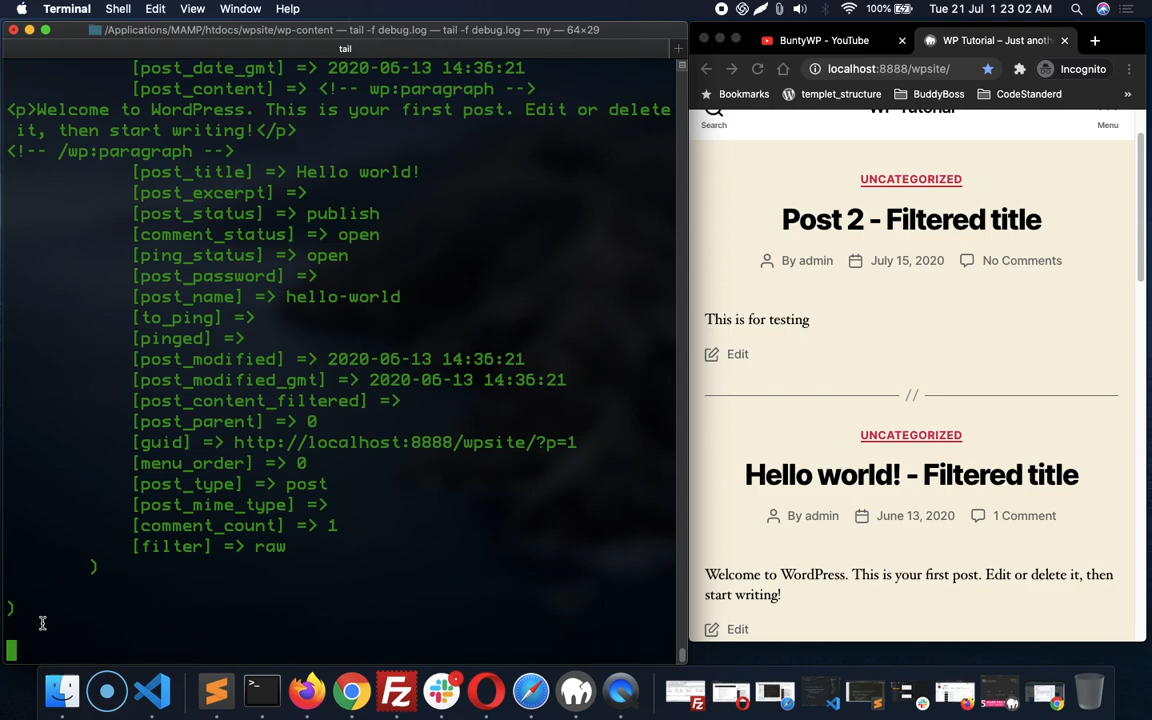 Terminal Shell Edit View Window Help 100% Tue 21 Jul 1 23 02 AM
/Applications/MAMP/htdocs/wpsite/wp-content — tail -f debug.log — tail -f debug.log — my — 64×29
tail
[post_date_gmt] => 2020-06-13 14:36:21
[post_content] => <!-- wp:paragraph -->
<p>Welcome to WordPress. This is your first post. Edit or delete
it, then start writing!</p>
<!-- /wp:paragraph -->
[post_title] => Hello world!
[post_excerpt] =>
[post_status] => publish
[comment_status] => open
[ping_status] => open
[post_password] =>
[post_name] => hello-world
[to_ping] =>
[pinged] =>
[post_modified] => 2020-06-13 14:36:21
[post_modified_gmt] => 2020-06-13 14:36:21
[post_content_filtered] =>
[post_parent] => 0
[guid] => http://localhost:8888/wpsite/?p=1
[menu_order] => 0
[post_type] => post
[post_mime_type] =>
[comment_count] => 1
[filter] => raw
)
)
BuntyWP - YouTube
WP Tutorial – Just anoth
localhost:8888/wpsite/
Incognito
Bookmarks templet_structure BuddyBoss CodeStanderd »
Search
Menu
UNCATEGORIZED
Post 2 - Filtered title
By admin July 15, 2020 No Comments
This is for testing
Edit
//
UNCATEGORIZED
Hello world! - Filtered title
By admin June 13, 2020 1 Comment
Welcome to WordPress. This is your first post. Edit or delete it, then
start writing!
Edit